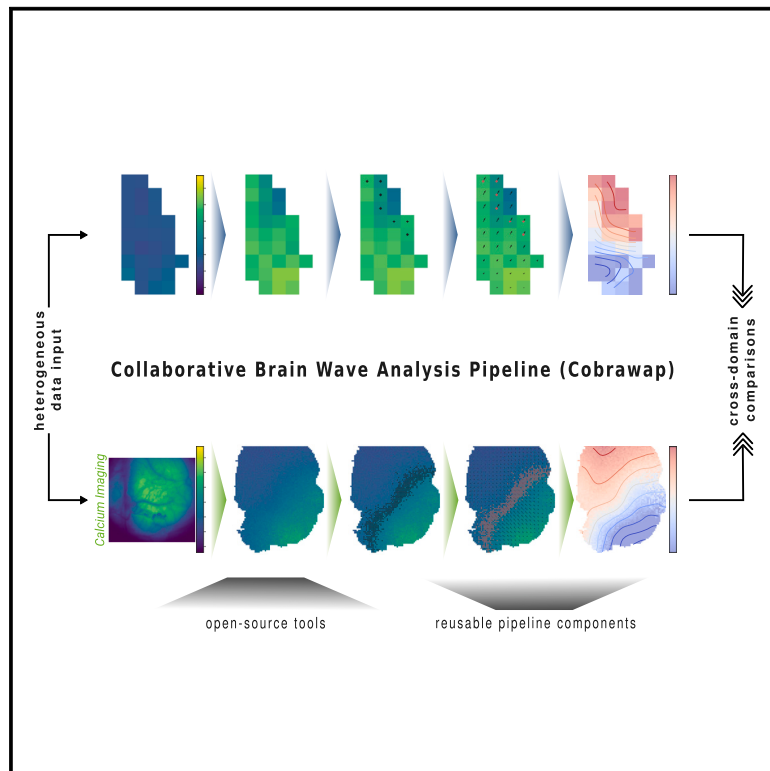 heterogeneous
data input
Collaborative Brain Wave Analysis Pipeline (Cobrawap)
cross-domain
comparisons
Calcium Imaging
open-source tools
reusable pipeline components